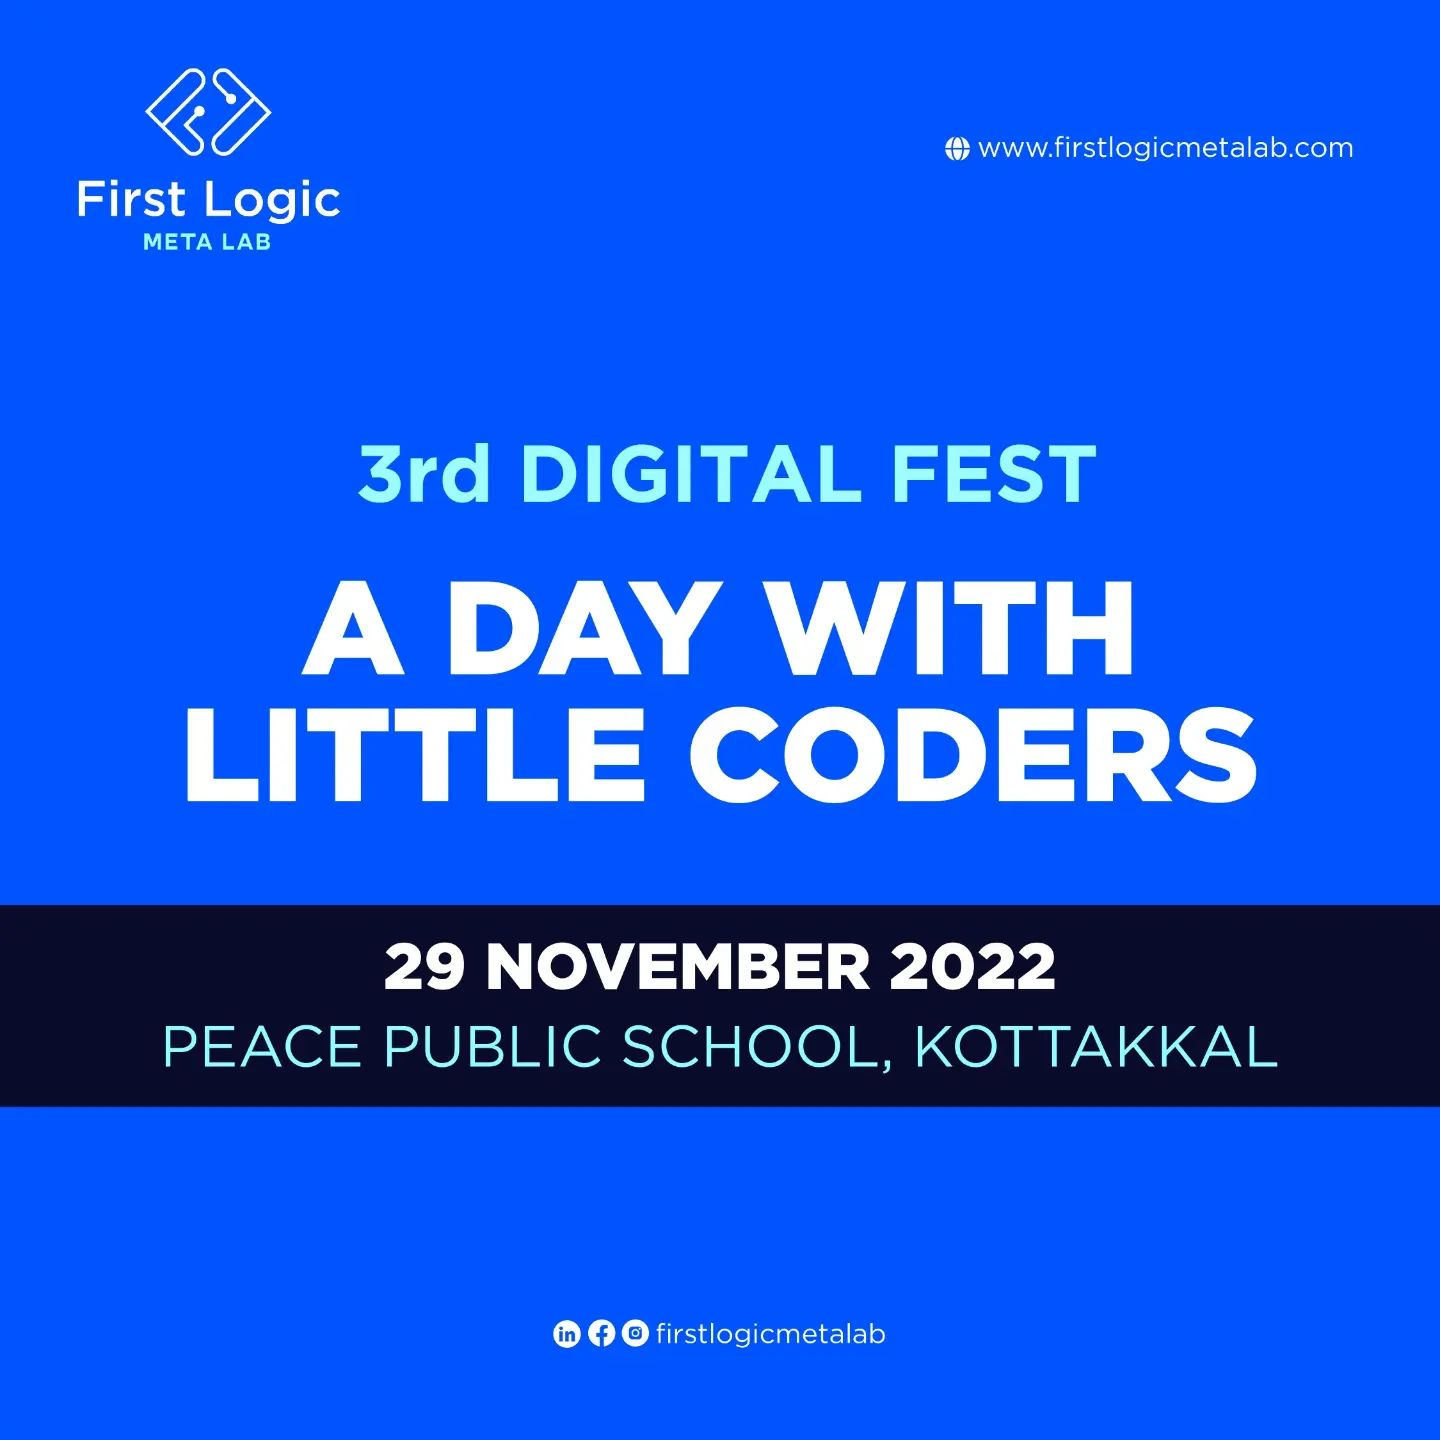 First Logic
META LAB
www.firstlogicmetalab.com
3rd DIGITAL FEST
A DAY WITH
LITTLE CODERS
29 NOVEMBER 2022
PEACE PUBLIC SCHOOL, KOTTAKKAL
firstlogicmetalab